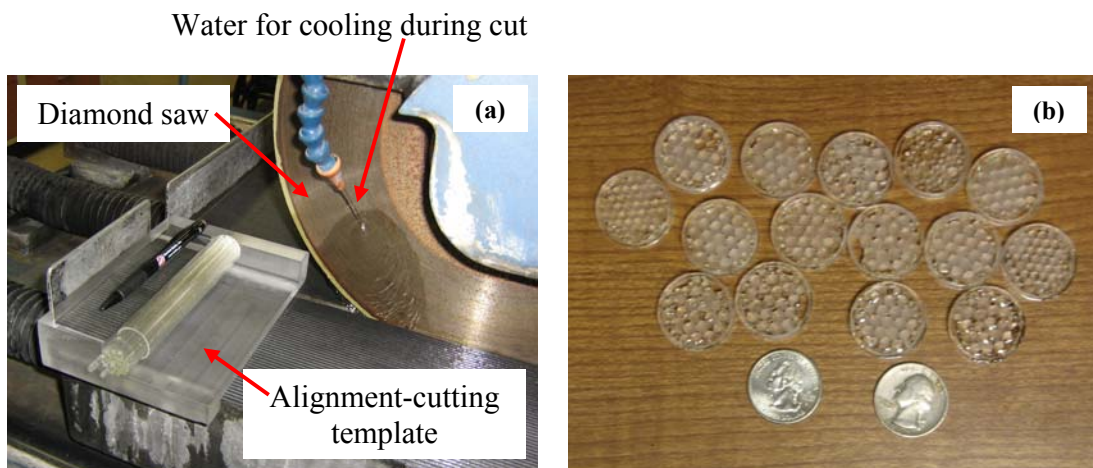 Water for cooling during cut
Diamond saw
(a)
Alignment-cutting
template
(b)